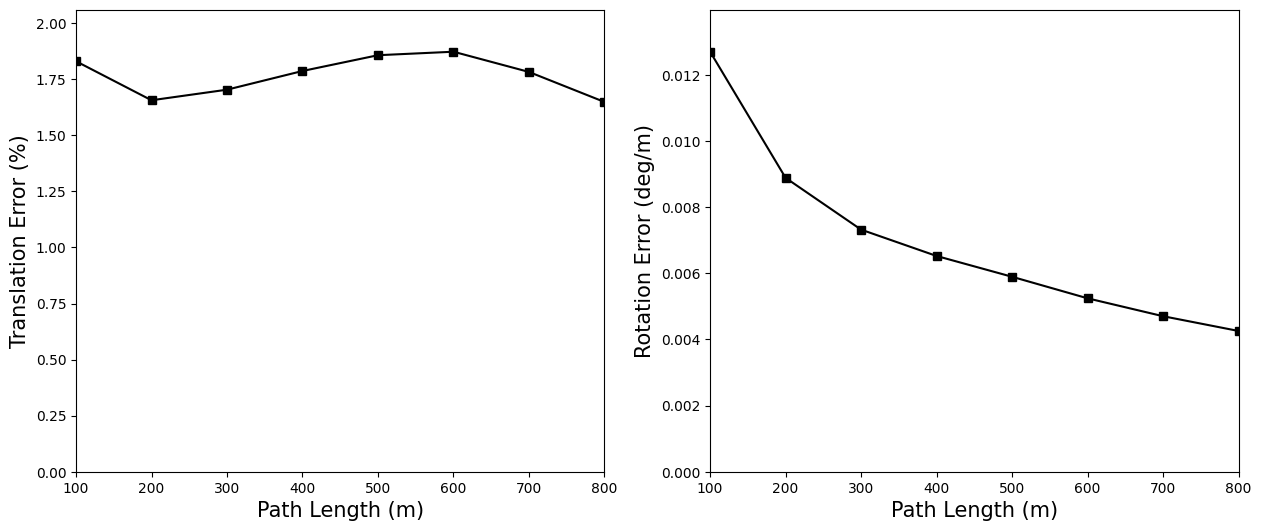 2.00
1.75
1.50
1.25
1.00
0.75
0.50
0.25
0.00
Translation Error (%)
100 200 300 400 500 600 700 800
Path Length (m)
0.012
0.010
0.008
0.006
0.004
0.002
0.000
Rotation Error (deg/m)
100 200 300 400 500 600 700 800
Path Length (m)